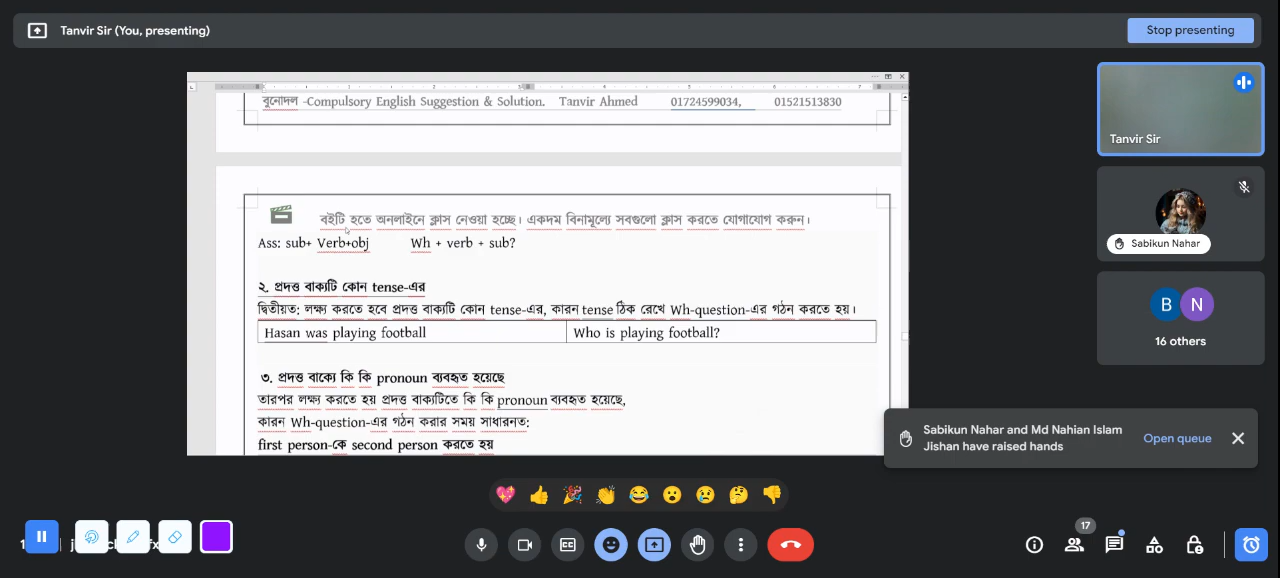 Tanvir Sir (You, presenting)
Stop presenting
বুনোদল -Compulsory English Suggestion & Solution. Tanvir Ahmed 01724599034, 01521513830
বইটি হতে অনলাইনে ক্লাস নেওয়া হচ্ছে। একদম বিনামূল্যে সবগুলো ক্লাস করতে যোগাযোগ করুন।
Ass: sub+ Verb+obj Wh + verb + sub?
২. প্রদত্ত বাক্যটি কোন tense-এর
দ্বিতীয়ত: লক্ষ্য করতে হবে প্রদত্ত বাক্যটি কোন tense-এর, কারন tense ঠিক রেখে Wh-question-এর গঠন করতে হয়।
Hasan was playing football Who is playing football?
৩. প্রদত্ত বাক্যে কি কি pronoun ব্যবহৃত হয়েছে
তারপর লক্ষ্য করতে হয় প্রদত্ত বাক্যটিতে কি কি pronoun ব্যবহৃত হয়েছে,
কারন Wh-question-এর গঠন করার সময় সাধারনত:
first person-কে second person করতে হয়
Tanvir Sir
Sabikun Nahar
B N
16 others
Sabikun Nahar and Md Nahian Islam
Jishan have raised hands
Open queue
17